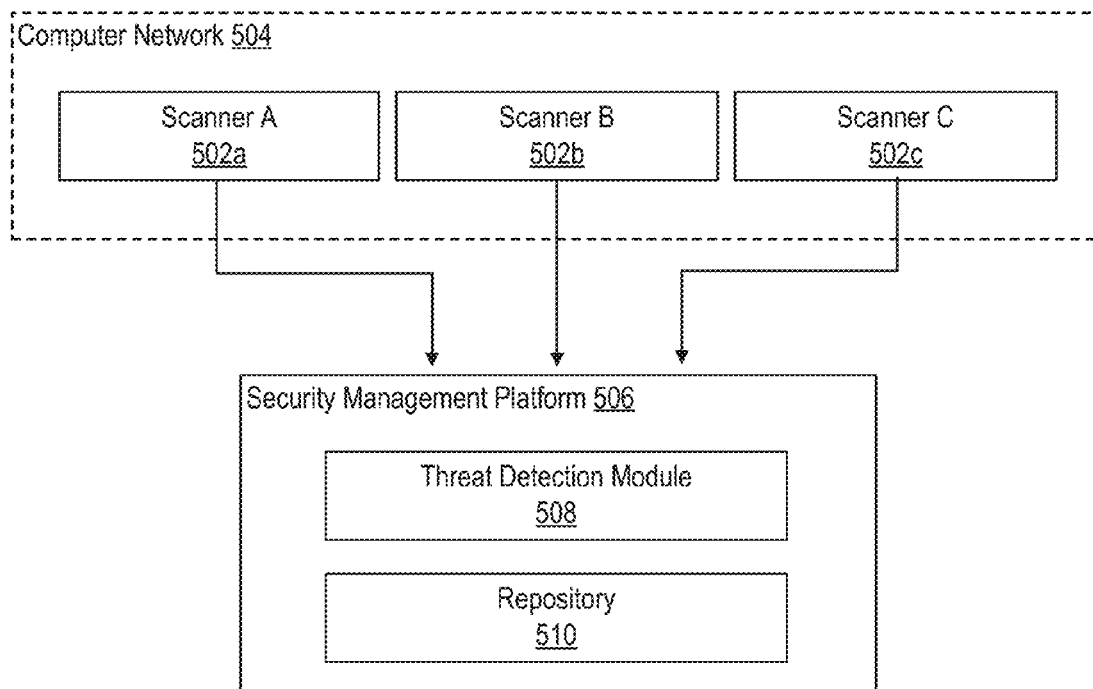 Computer Network 504
Scanner A
502a
Scanner B
502b
Scanner C
502c
Security Management Platform 506
Threat Detection Module
508
Repository
510